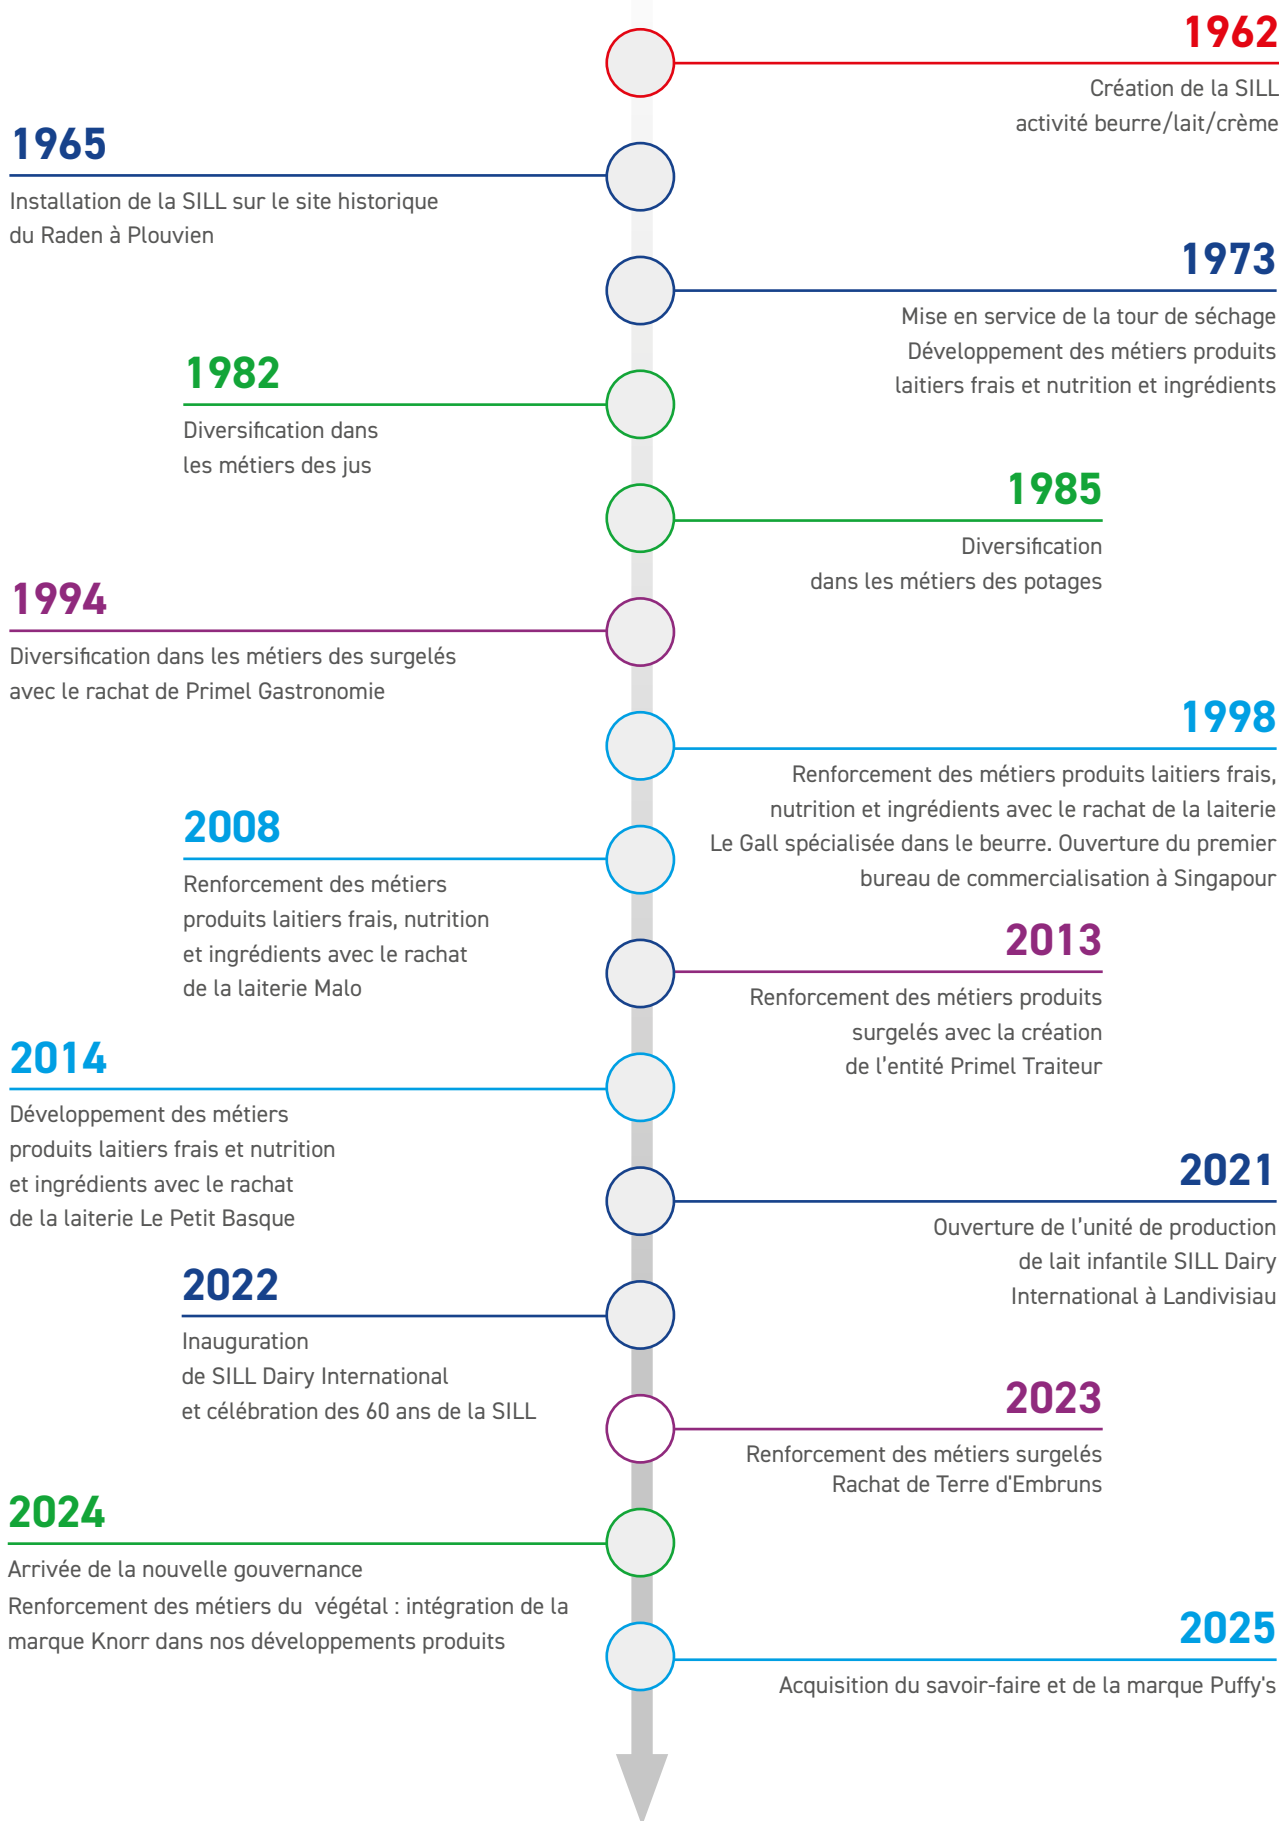 1962
Création de la SILL
activité beurre/lait/crème
1965
Installation de la SILL sur le site historique
du Raden à Plouvien
1973
Mise en service de la tour de séchage
Développement des métiers produits
laitiers frais et nutrition et ingrédients
1982
Diversification dans
les métiers des jus
1985
Diversification
dans les métiers des potages
1994
Diversification dans les métiers des surgelés
avec le rachat de Primel Gastronomie
1998
Renforcement des métiers produits laitiers frais,
nutrition et ingrédients avec le rachat de la laiterie
Le Gall spécialisée dans le beurre. Ouverture du premier
bureau de commercialisation à Singapour
2008
Renforcement des métiers
produits laitiers frais, nutrition
et ingrédients avec le rachat
de la laiterie Malo
2013
Renforcement des métiers produits
surgelés avec la création
de l'entité Primel Traiteur
2014
Développement des métiers
produits laitiers frais et nutrition
et ingrédients avec le rachat
de la laiterie Le Petit Basque
2021
Ouverture de l'unité de production
de lait infantile SILL Dairy
International à Landivisiau
2022
Inauguration
de SILL Dairy International
et célébration des 60 ans de la SILL
2023
Renforcement des métiers surgelés
Rachat de Terre d'Embruns
2024
Arrivée de la nouvelle gouvernance
Renforcement des métiers du végétal : intégration de la
marque Knorr dans nos développements produits
2025
Acquisition du savoir-faire et de la marque Puffy's